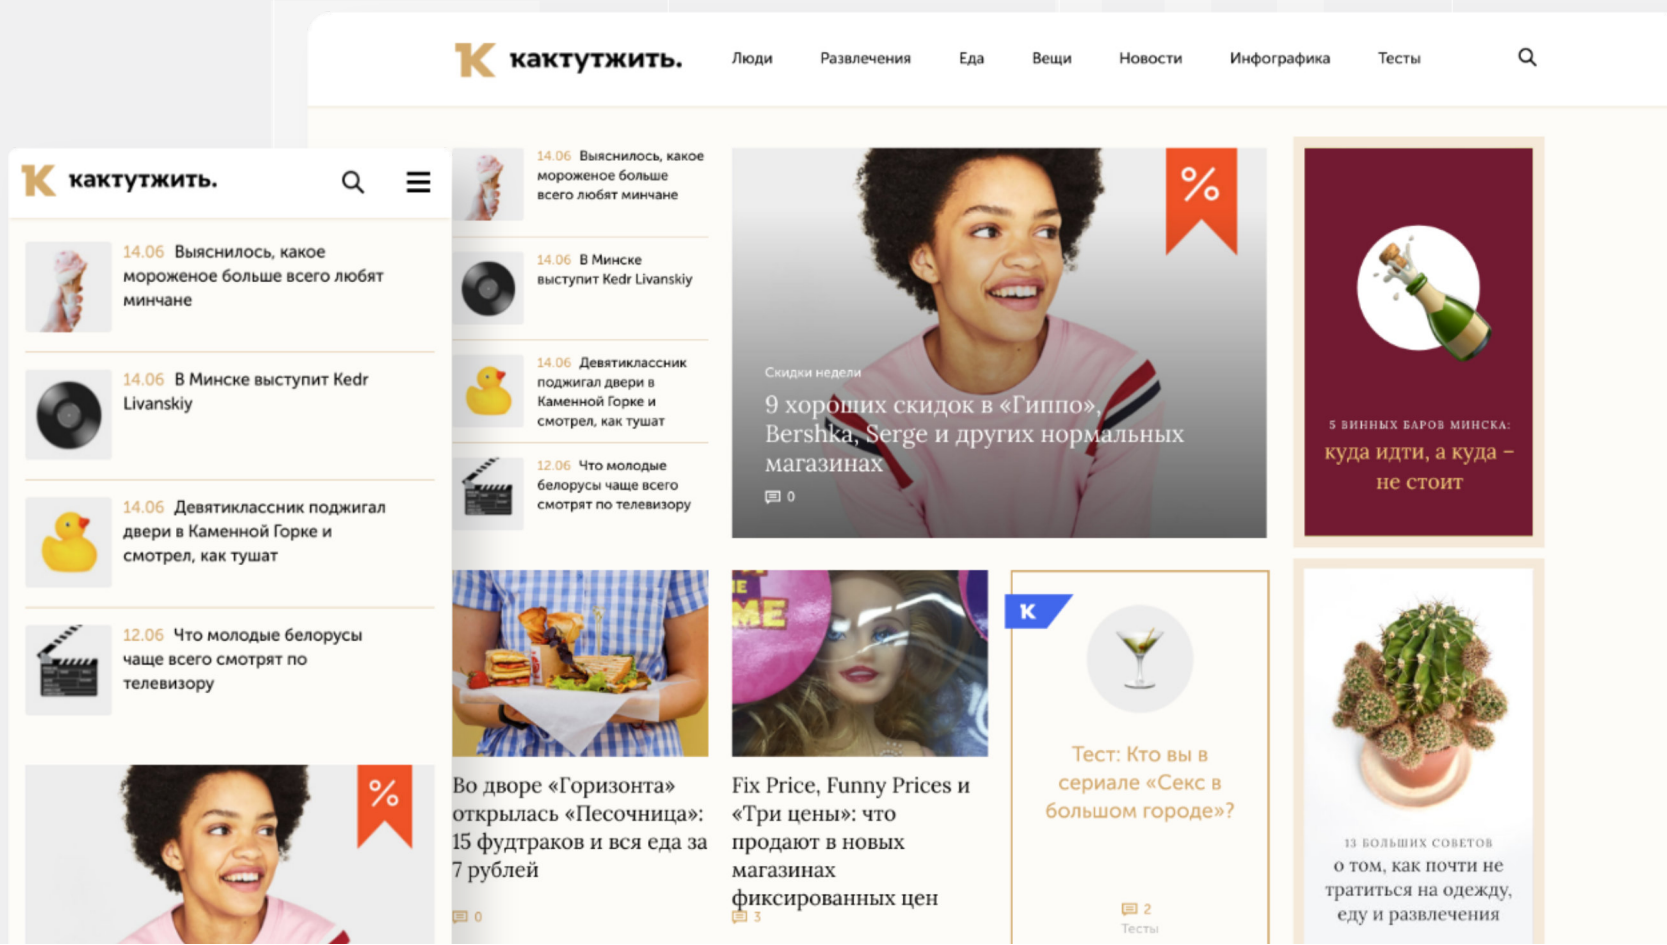 кактутжить.
Люди
Развлечения
Еда
Вещи
Новости
Инфографика
Тесты
кактутжить.
14.06 Выяснилось, какое
мороженое больше всего любят
минчане
14.06 В Минске выступит Kedr
Livanskiy
14.06 Девятиклассник поджигал
двери в Каменной Горке и
смотрел, как тушат
12.06 Что молодые белорусы
чаще всего смотрят по
телевизору
%
14.06 Выяснилось, какое
мороженое больше
всего любят минчане
14.06 В Минске
выступит Kedr Livanskiy
14.06 Девятиклассник
поджигал двери в
Каменной Горке и
смотрел, как тушат
12.06 Что молодые
белорусы чаще всего
смотрят по телевизору
%
Скидки недели
9 хороших скидок в «Гиппо»,
Bershka, Serge и других нормальных
магазинах
0
5 ВИННЫХ БАРОВ МИНСКА:
куда идти, а куда –
не стоит
Во дворе «Горизонта»
открылась «Песочница»:
15 фудтраков и вся еда за
7 рублей
0
IE
ME
Fix Price, Funny Prices и
«Три цены»: что
продают в новых
магазинах
фиксированных цен
3
К
Тест: Кто вы в
сериале «Секс в
большом городе»?
2
Тесты
13 БОЛЬШИХ СОВЕТОВ
о том, как почти не
тратиться на одежду,
еду и развлечения